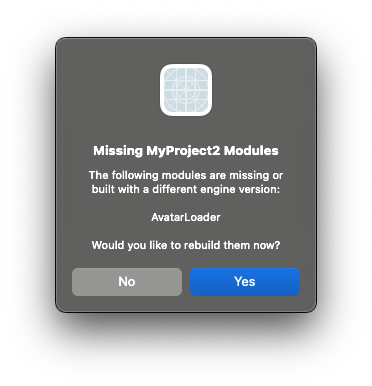 Missing MyProject2 Modules
The following modules are missing or
built with a different engine version:
AvatarLoader
Would you like to rebuild them now?
No
Yes